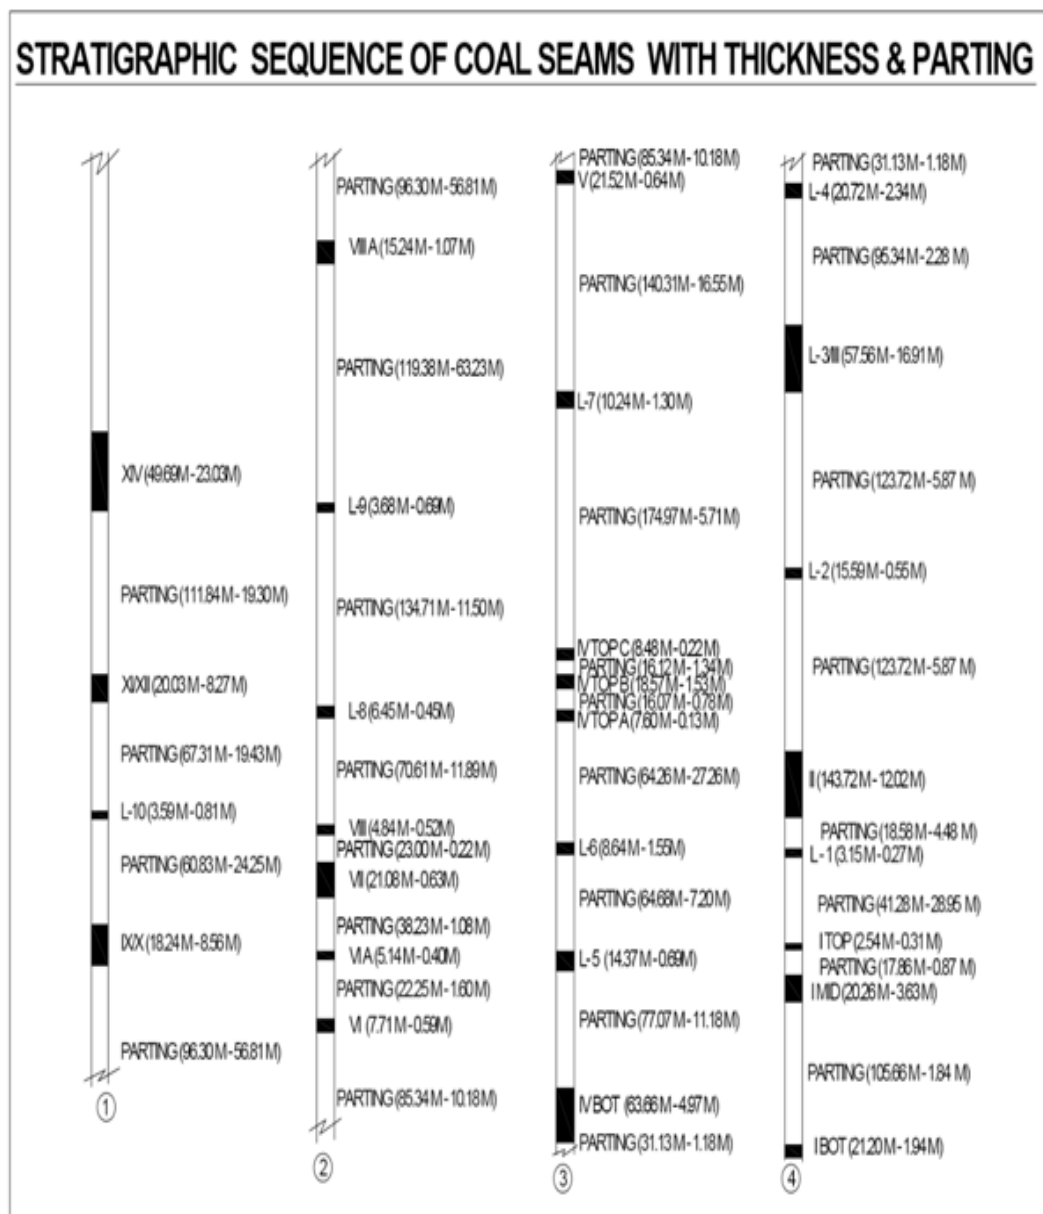 STRATIGRAPHIC SEQUENCE OF COAL SEAMS WITH THICKNESS & PARTING
XIV (49.69M-23.03M)
PARTING (111.84M-19.30M)
XI/XII (20.03M-8.27M)
PARTING (67.31M-19.43M)
L-10 (3.59M-0.81M)
PARTING (60.83M-24.25M)
IX/X (18.24M-8.56M)
PARTING (96.30M-56.81M)
1
PARTING (96.30M-56.81M)
VIII A (15.24M-1.07M)
PARTING (119.38M-63.23M)
L-9 (3.68M-0.69M)
PARTING (134.71M-11.50M)
L-8 (6.45M-0.45M)
PARTING (70.61M-11.89M)
VIII (4.84M-0.52M)
PARTING (23.00M-0.22M)
VII (21.08M-0.63M)
PARTING (38.23M-1.08M)
VI A (5.14M-0.40M)
PARTING (22.25M-1.60M)
VI (7.71M-0.59M)
PARTING (85.34M-10.18M)
2
PARTING (85.34M-10.18M)
V (21.52M-0.64M)
PARTING (140.31M-16.55M)
L-7 (10.24M-1.30M)
PARTING (174.97M-5.71M)
IV TOP C (8.48M-0.22M)
PARTING (16.12M-1.34M)
IV TOP B (18.57M-1.53M)
PARTING (16.07M-0.78M)
IV TOP A (7.60M-0.13M)
PARTING (64.26M-27.26M)
L-6 (8.64M-1.55M)
PARTING (64.68M-7.20M)
L-5 (14.37M-0.69M)
PARTING (77.07M-11.18M)
IV BOT (63.66M-4.97M)
PARTING (31.13M-1.18M)
3
PARTING (31.13M-1.18M)
L-4 (20.72M-2.34M)
PARTING (95.34M-2.28 M)
L-3/III (57.56M-16.91M)
PARTING (123.72M-5.87 M)
L-2 (15.59M-0.55M)
PARTING (123.72M-5.87 M)
II (143.72M-12.02M)
PARTING (18.58M-4.48 M)
L-1 (3.15M-0.27M)
PARTING (41.28M-28.95 M)
I TOP (2.54M-0.31M)
PARTING (17.86M-0.87 M)
I MID (20.26M-3.63M)
PARTING (105.66M-1.84 M)
I BOT (21.20M-1.94M)
4